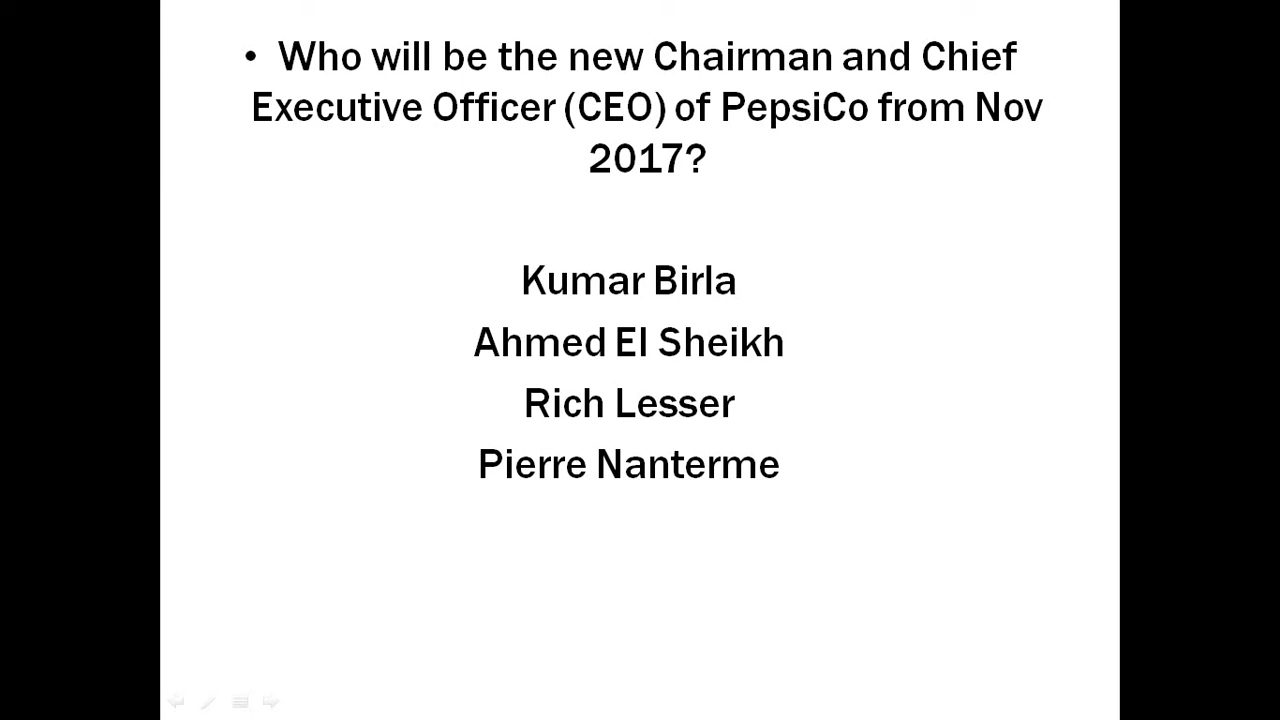 • Who will be the new Chairman and Chief
Executive Officer (CEO) of PepsiCo from Nov
2017?
Kumar Birla
Ahmed El Sheikh
Rich Lesser
Pierre Nanterme